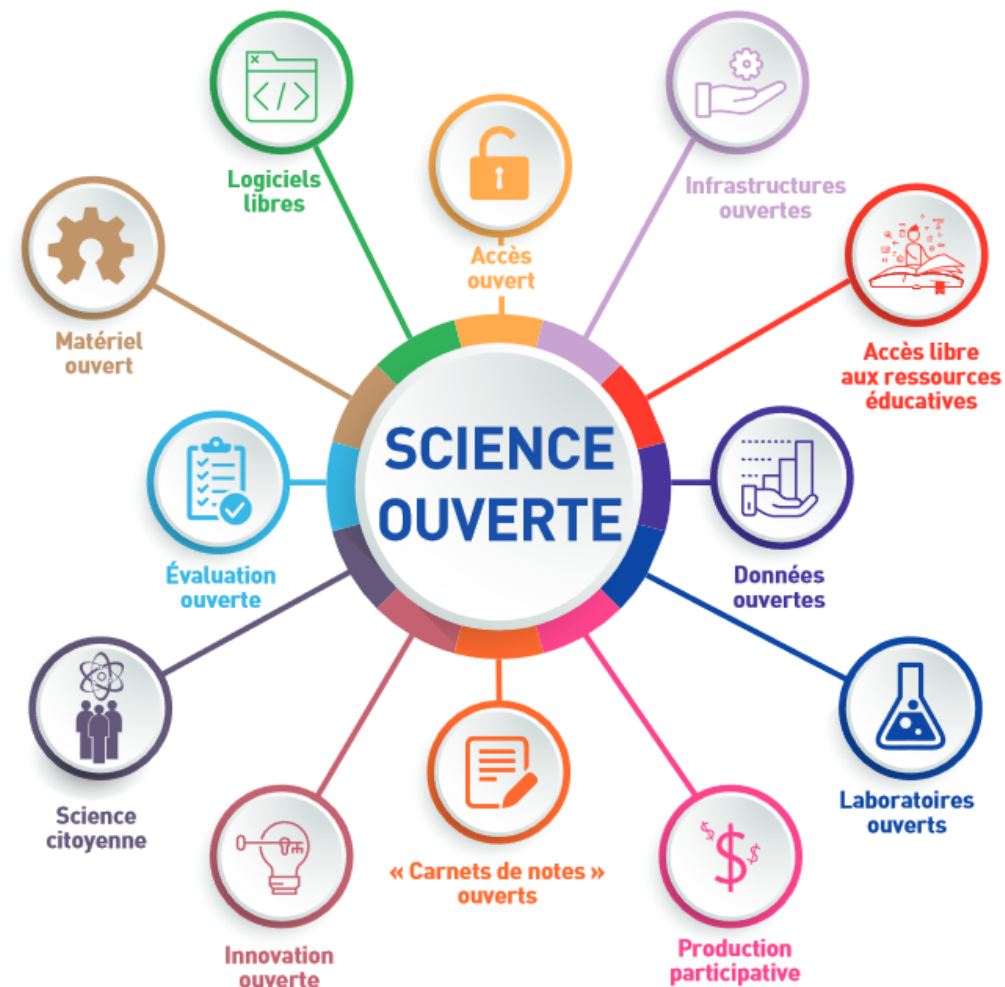 Logiciels
libres
Infrastructures
ouvertes
Accès
ouvert
Matériel
ouvert
Accès libre
aux ressources
éducatives
SCIENCE
OUVERTE
Évaluation
ouverte
Données
ouvertes
Science
citoyenne
Laboratoires
ouverts
« Carnets de notes »
ouverts
Innovation
ouverte
Production
participative